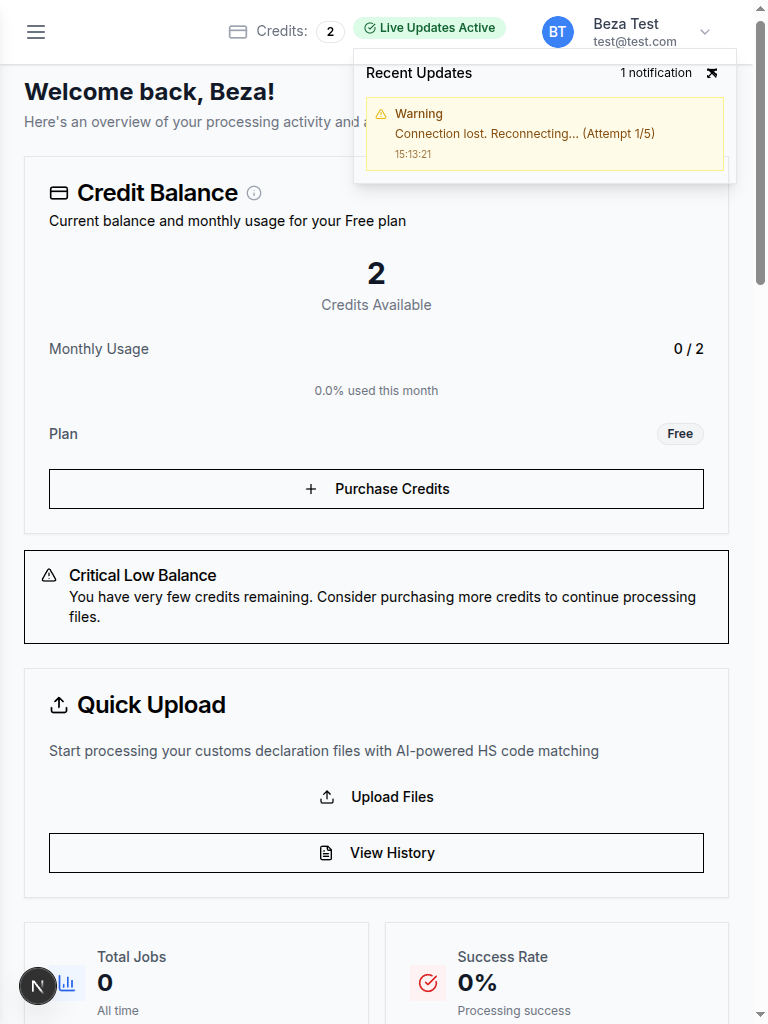 Credits: 2
Live Updates Active
BT
Beza Test
test@test.com
Recent Updates
1 notification
Warning
Connection lost. Reconnecting... (Attempt 1/5)
15:13:21
Welcome back, Beza!
Here's an overview of your processing activity and
Credit Balance
Current balance and monthly usage for your Free plan
2
Credits Available
Monthly Usage
0 / 2
0.0% used this month
Plan
Free
Purchase Credits
Critical Low Balance
You have very few credits remaining. Consider purchasing more credits to continue processing
files.
Quick Upload
Start processing your customs declaration files with AI-powered HS code matching
Upload Files
View History
Total Jobs
0
All time
Success Rate
0%
Processing success
N